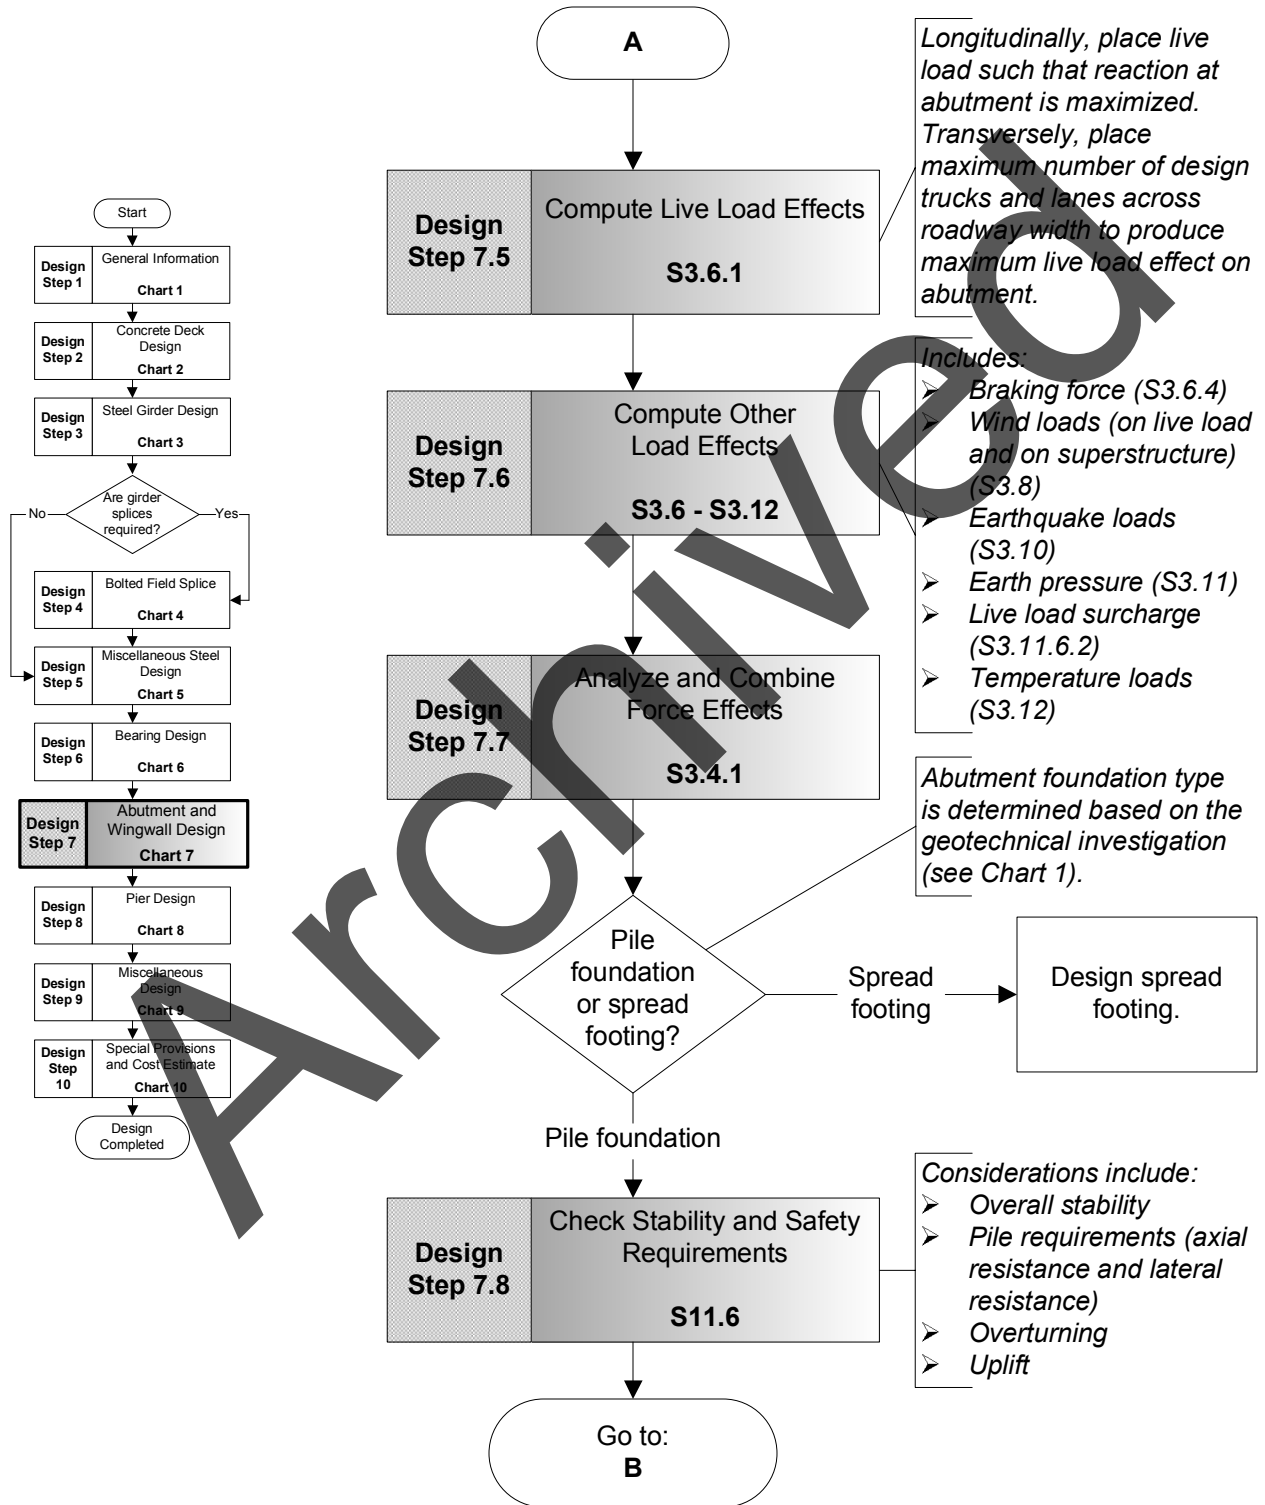 Start
Design
Step 1
General Information
Chart 1
Design
Step 2
Concrete Deck
Design
Chart 2
Design
Step 3
Steel Girder Design
Chart 3
Are girder
splices
required?
No
Yes
Design
Step 4
Bolted Field Splice
Chart 4
Design
Step 5
Miscellaneous Steel
Design
Chart 5
Design
Step 6
Bearing Design
Chart 6
Design
Step 7
Abutment and
Wingwall Design
Chart 7
Design
Step 8
Pier Design
Chart 8
Design
Step 9
Miscellaneous
Design
Chart 9
Design
Step
10
Special Provisions
and Cost Estimate
Chart 10
Design
Completed
A
Design
Step 7.5
Compute Live Load Effects
S3.6.1
Longitudinally, place live
load such that reaction at
abutment is maximized.
Transversely, place
maximum number of design
trucks and lanes across
roadway width to produce
maximum live load effect on
abutment.
Design
Step 7.6
Compute Other
Load Effects
S3.6 - S3.12
Includes:
➢ Braking force (S3.6.4)
➢ Wind loads (on live load
and on superstructure)
(S3.8)
➢ Earthquake loads
(S3.10)
➢ Earth pressure (S3.11)
➢ Live load surcharge
(S3.11.6.2)
➢ Temperature loads
(S3.12)
Design
Step 7.7
Analyze and Combine
Force Effects
S3.4.1
Abutment foundation type
is determined based on the
geotechnical investigation
(see Chart 1).
Pile
foundation
or spread
footing?
Spread
footing
Design spread
footing.
Pile foundation
Design
Step 7.8
Check Stability and Safety
Requirements
S11.6
Considerations include:
➢ Overall stability
➢ Pile requirements (axial
resistance and lateral
resistance)
➢ Overturning
➢ Uplift
Go to:
B
Archived